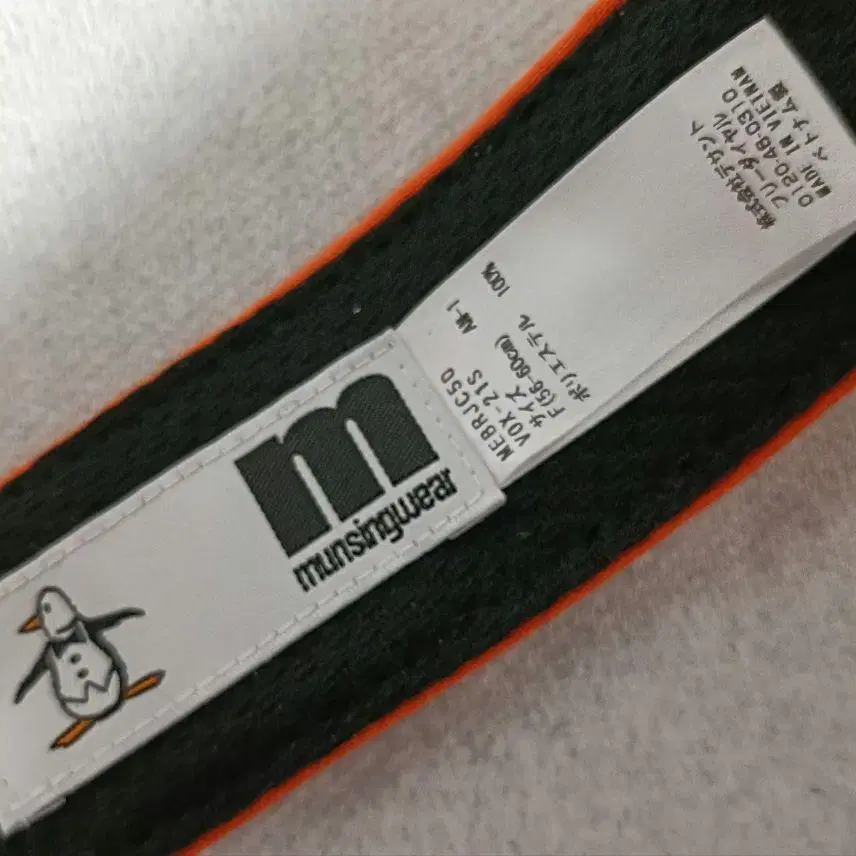 m
munsingwear
MEBRJC50
VOX-21S AM-1
サイズ
F(56-60cm)
ポリエステル 100%
株式会社デサント
フリーダイヤル
0120-48-0310
MADE IN VIETNAM
ベトナム製